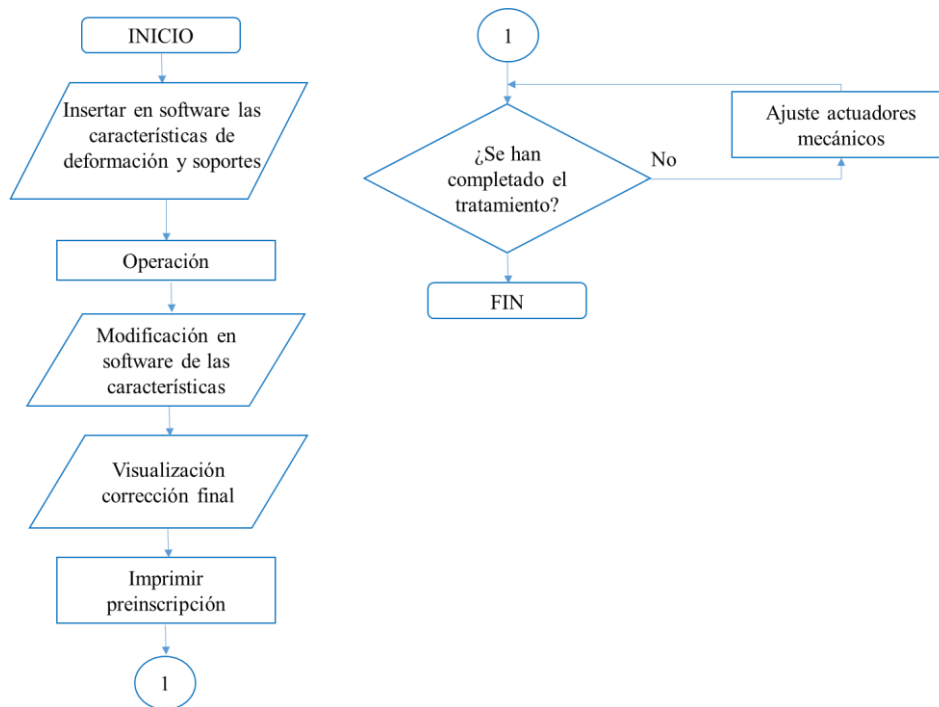 INICIO
Insertar en software las
características de
deformación y soportes
Operación
Modificación en
software de las
características
Visualización
corrección final
Imprimir
preinscripción
1
1
¿Se han
completado el
tratamiento?
No
Ajuste actuadores
mecánicos
FIN